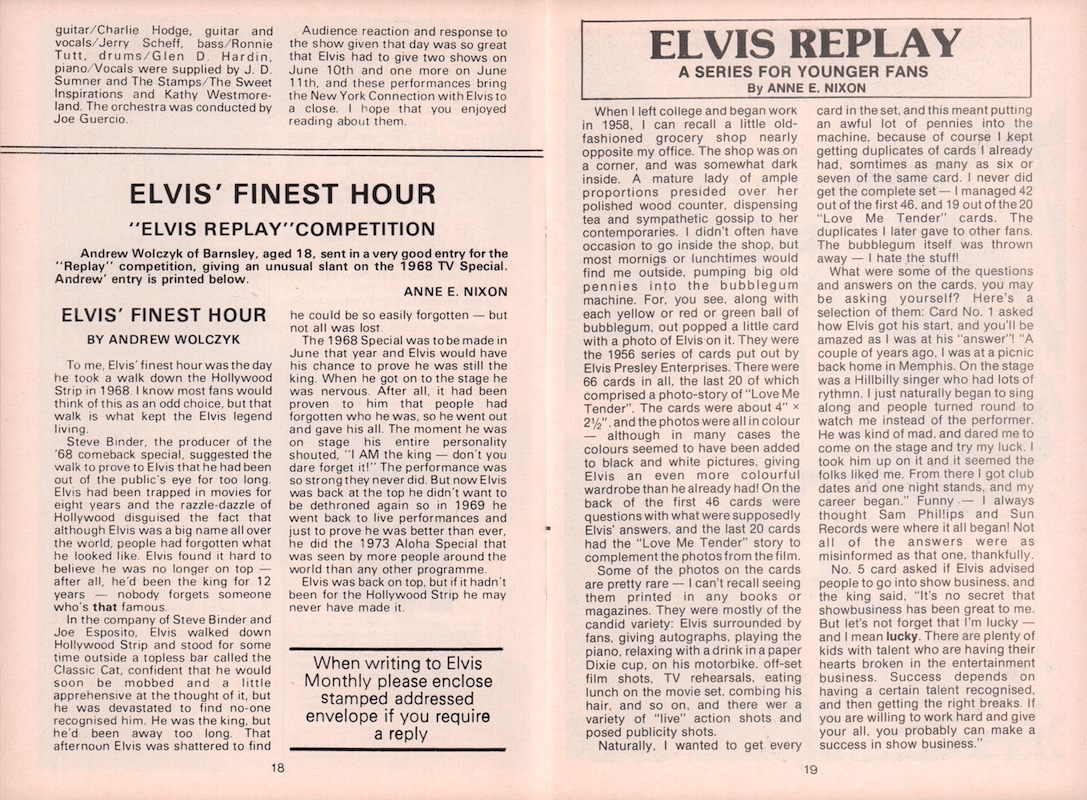 guitar/Charlie Hodge, guitar and
vocals/Jerry Scheff, bass/Ronnie
Tutt, drums/Glen D. Hardin,
piano/Vocals were supplied by J. D.
Sumner and The Stamps/The Sweet
Inspirations and Kathy Westmore-
land. The orchestra was conducted by
Joe Guercio.
Audience reaction and response to
the show given that day was so great
that Elvis had to give two shows on
June 10th and one more on June
11th, and these performances bring
the New York Connection with Elvis to
a close. I hope that you enjoyed
reading about them.
ELVIS' FINEST HOUR
"ELVIS REPLAY" COMPETITION
Andrew Wolczyk of Barnsley, aged 18, sent in a very good entry for the
"Replay" competition, giving an unusual slant on the 1968 TV Special.
Andrew' entry is printed below.
ANNE E. NIXON
ELVIS' FINEST HOUR
BY ANDREW WOLCZYK
To me, Elvis' finest hour was the day
he took a walk down the Hollywood
Strip in 1968. I know most fans would
think of this as an odd choice, but that
walk is what kept the Elvis legend
living.
Steve Binder, the producer of the
'68 comeback special, suggested the
walk to prove to Elvis that he had been
out of the public's eye for too long.
Elvis had been trapped in movies for
eight years and the razzle-dazzle of
Hollywood disguised the fact that
although Elvis was a big name all over
the world, people had forgotten what
he looked like. Elvis found it hard to
believe he was no longer on top —
after all, he'd been the king for 12
years — nobody forgets someone
who's that famous.
In the company of Steve Binder and
Joe Esposito, Elvis walked down
Hollywood Strip and stood for some
time outside a topless bar called the
Classic Cat, confident that he would
soon be mobbed and a little
apprehensive at the thought of it, but
he was devastated to find no-one
recognised him. He was the king, but
he'd been away too long. That
afternoon Elvis was shattered to find
he could be so easily forgotten — but
not all was lost.
The 1968 Special was to be made in
June that year and Elvis would have
his chance to prove he was still the
king. When he got on to the stage he
was nervous. After all, it had been
proven to him that people had
forgotten who he was, so he went out
and gave his all. The moment he was
on stage his entire personality
shouted, "I AM the king — don't you
dare forget it!" The performance was
so strong they never did. But now Elvis
was back at the top he didn't want to
be dethroned again so in 1969 he
went back to live performances and
just to prove he was better than ever,
he did the 1973 Aloha Special that
was seen by more people around the
world than any other programme.
Elvis was back on top, but if it hadn't
been for the Hollywood Strip he may
never have made it.
When writing to Elvis
Monthly please enclose
stamped addressed
envelope if you require
a reply
18
ELVIS REPLAY
A SERIES FOR YOUNGER FANS
By ANNE E. NIXON
When I left college and began work
in 1958, I can recall a little old-
fashioned grocery shop nearly
opposite my office. The shop was on
a corner, and was somewhat dark
inside. A mature lady of ample
proportions presided over her
polished wood counter, dispensing
tea and sympathetic gossip to her
contemporaries. I didn't often have
occasion to go inside the shop, but
most mornigs or lunchtimes would
find me outside, pumping big old
pennies into the bubblegum
machine. For, you see, along with
each yellow or red or green ball of
bubblegum, out popped a little card
with a photo of Elvis on it. They were
the 1956 series of cards put out by
Elvis Presley Enterprises. There were
66 cards in all, the last 20 of which
comprised a photo-story of "Love Me
Tender". The cards were about 4" ×
2½", and the photos were all in colour
— although in many cases the
colours seemed to have been added
to black and white pictures, giving
Elvis an even more colourful
wardrobe than he already had! On the
back of the first 46 cards were
questions with what were supposedly
Elvis' answers, and the last 20 cards
had the "Love Me Tender" story to
complement the photos from the film.
Some of the photos on the cards
are pretty rare — I can't recall seeing
them printed in any books or
magazines. They were mostly of the
candid variety: Elvis surrounded by
fans, giving autographs, playing the
piano, relaxing with a drink in a paper
Dixie cup, on his motorbike, off-set
film shots, TV rehearsals, eating
lunch on the movie set, combing his
hair, and so on, and there wer a
variety of "live" action shots and
posed publicity shots.
Naturally, I wanted to get every
card in the set, and this meant putting
an awful lot of pennies into the
machine, because of course I kept
getting duplicates of cards I already
had, somtimes as many as six or
seven of the same card. I never did
get the complete set — I managed 42
out of the first 46, and 19 out of the 20
"Love Me Tender" cards. The
duplicates I later gave to other fans.
The bubblegum itself was thrown
away — I hate the stuff!
What were some of the questions
and answers on the cards, you may
be asking yourself? Here's a
selection of them: Card No. 1 asked
how Elvis got his start, and you'll be
amazed as I was at his "answer"! "A
couple of years ago, I was at a picnic
back home in Memphis. On the stage
was a Hillbilly singer who had lots of
rythmn. I just naturally began to sing
along and people turned round to
watch me instead of the performer.
He was kind of mad, and dared me to
come on the stage and try my luck. I
took him up on it and it seemed the
folks liked me. From there I got club
dates and one night stands, and my
career began." Funny — I always
thought Sam Phillips and Sun
Records were where it all began! Not
all of the answers were as
misinformed as that one, thankfully.
No. 5 card asked if Elvis advised
people to go into show business, and
the king said, "It's no secret that
showbusiness has been great to me.
But let's not forget that I'm lucky —
and I mean lucky. There are plenty of
kids with talent who are having their
hearts broken in the entertainment
business. Success depends on
having a certain talent recognised,
and then getting the right breaks. If
you are willing to work hard and give
your all, you probably can make a
success in show business."
19